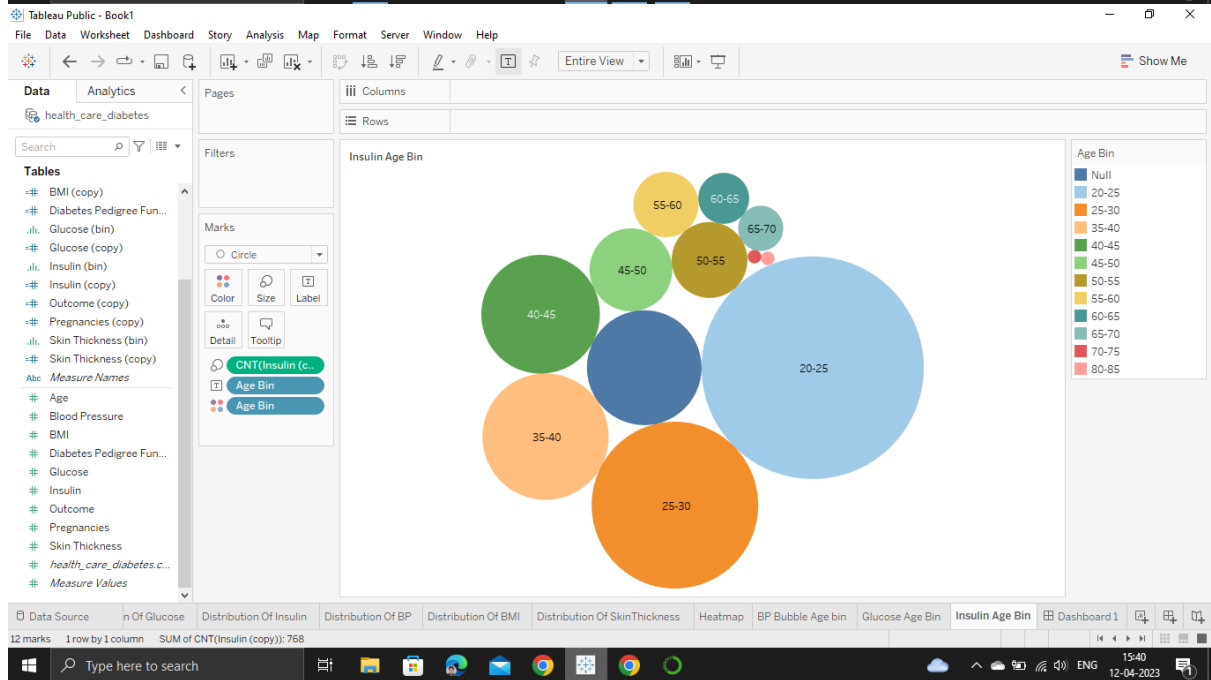 Tableau Public - Book1
File Data Worksheet Dashboard Story Analysis Map Format Server Window Help
Entire View
Show Me
Data Analytics
Pages
Columns
health_care_diabetes
Rows
Search
Filters
Insulin Age Bin
Tables
BMI (copy)
Diabetes Pedigree Fun...
Glucose (bin)
Glucose (copy)
Insulin (bin)
Insulin (copy)
Outcome (copy)
Pregnancies (copy)
Skin Thickness (bin)
Skin Thickness (copy)
Abc Measure Names
Age
Blood Pressure
BMI
Diabetes Pedigree Fun...
Glucose
Insulin
Outcome
Pregnancies
Skin Thickness
health_care_diabetes.c...
Measure Values
Marks
Circle
Color Size Label
Detail Tooltip
CNT(Insulin (c..
Age Bin
Age Bin
55-60
60-65
65-70
50-55
45-50
40-45
20-25
35-40
25-30
Age Bin
Null
20-25
25-30
35-40
40-45
45-50
50-55
55-60
60-65
65-70
70-75
80-85
Data Source n Of Glucose Distribution Of Insulin Distribution Of BP Distribution Of BMI Distribution Of SkinThickness Heatmap BP Bubble Age bin Glucose Age Bin Insulin Age Bin Dashboard 1
12 marks 1 row by 1 column SUM of CNT(Insulin (copy)): 768
Type here to search
ENG
15:40
12-04-2023
1